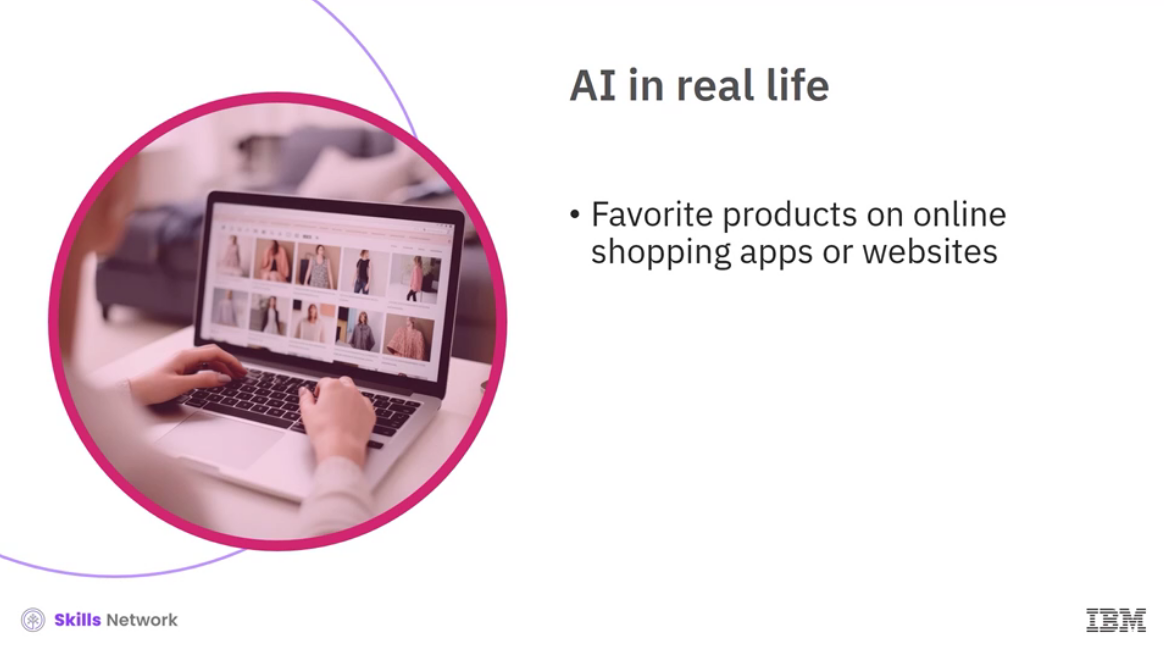 AI in real life
• Favorite products on online
shopping apps or websites
Skills Network
IBM